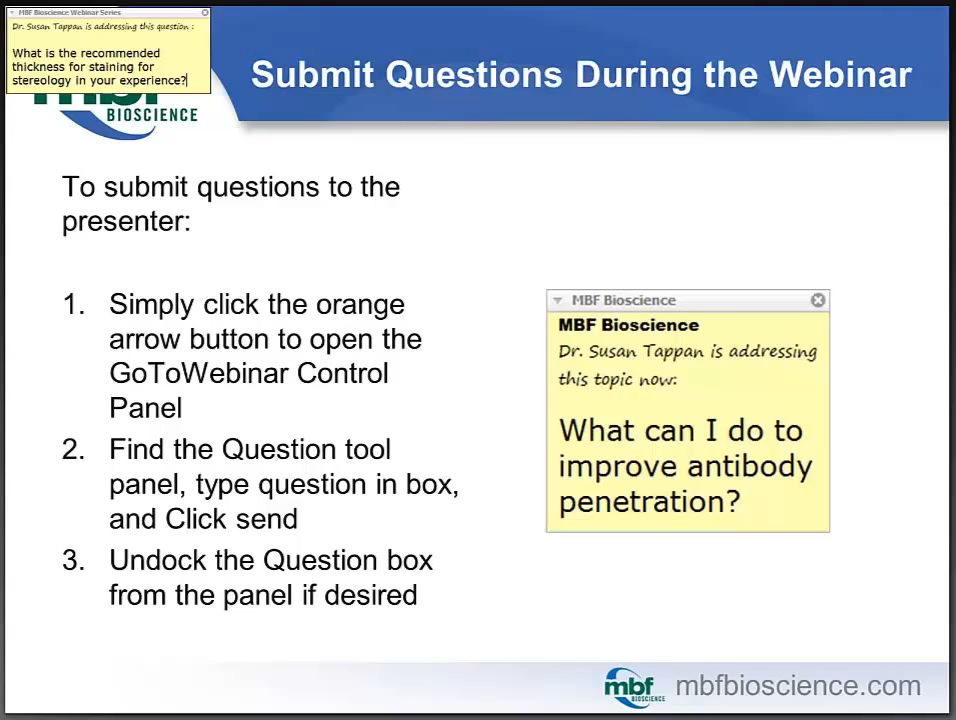 MBF Bioscience Webinar Series
Dr. Susan Tappan is addressing this question :
What is the recommended
thickness for staining for
stereology in your experience?
mbf
BIOSCIENCE
Submit Questions During the Webinar
To submit questions to the
presenter:
1. Simply click the orange
arrow button to open the
GoToWebinar Control
Panel
2. Find the Question tool
panel, type question in box,
and Click send
3. Undock the Question box
from the panel if desired
MBF Bioscience
MBF Bioscience
Dr. Susan Tappan is addressing
this topic now:
What can I do to
improve antibody
penetration?
mbf
BIOSCIENCE
mbfbioscience.com